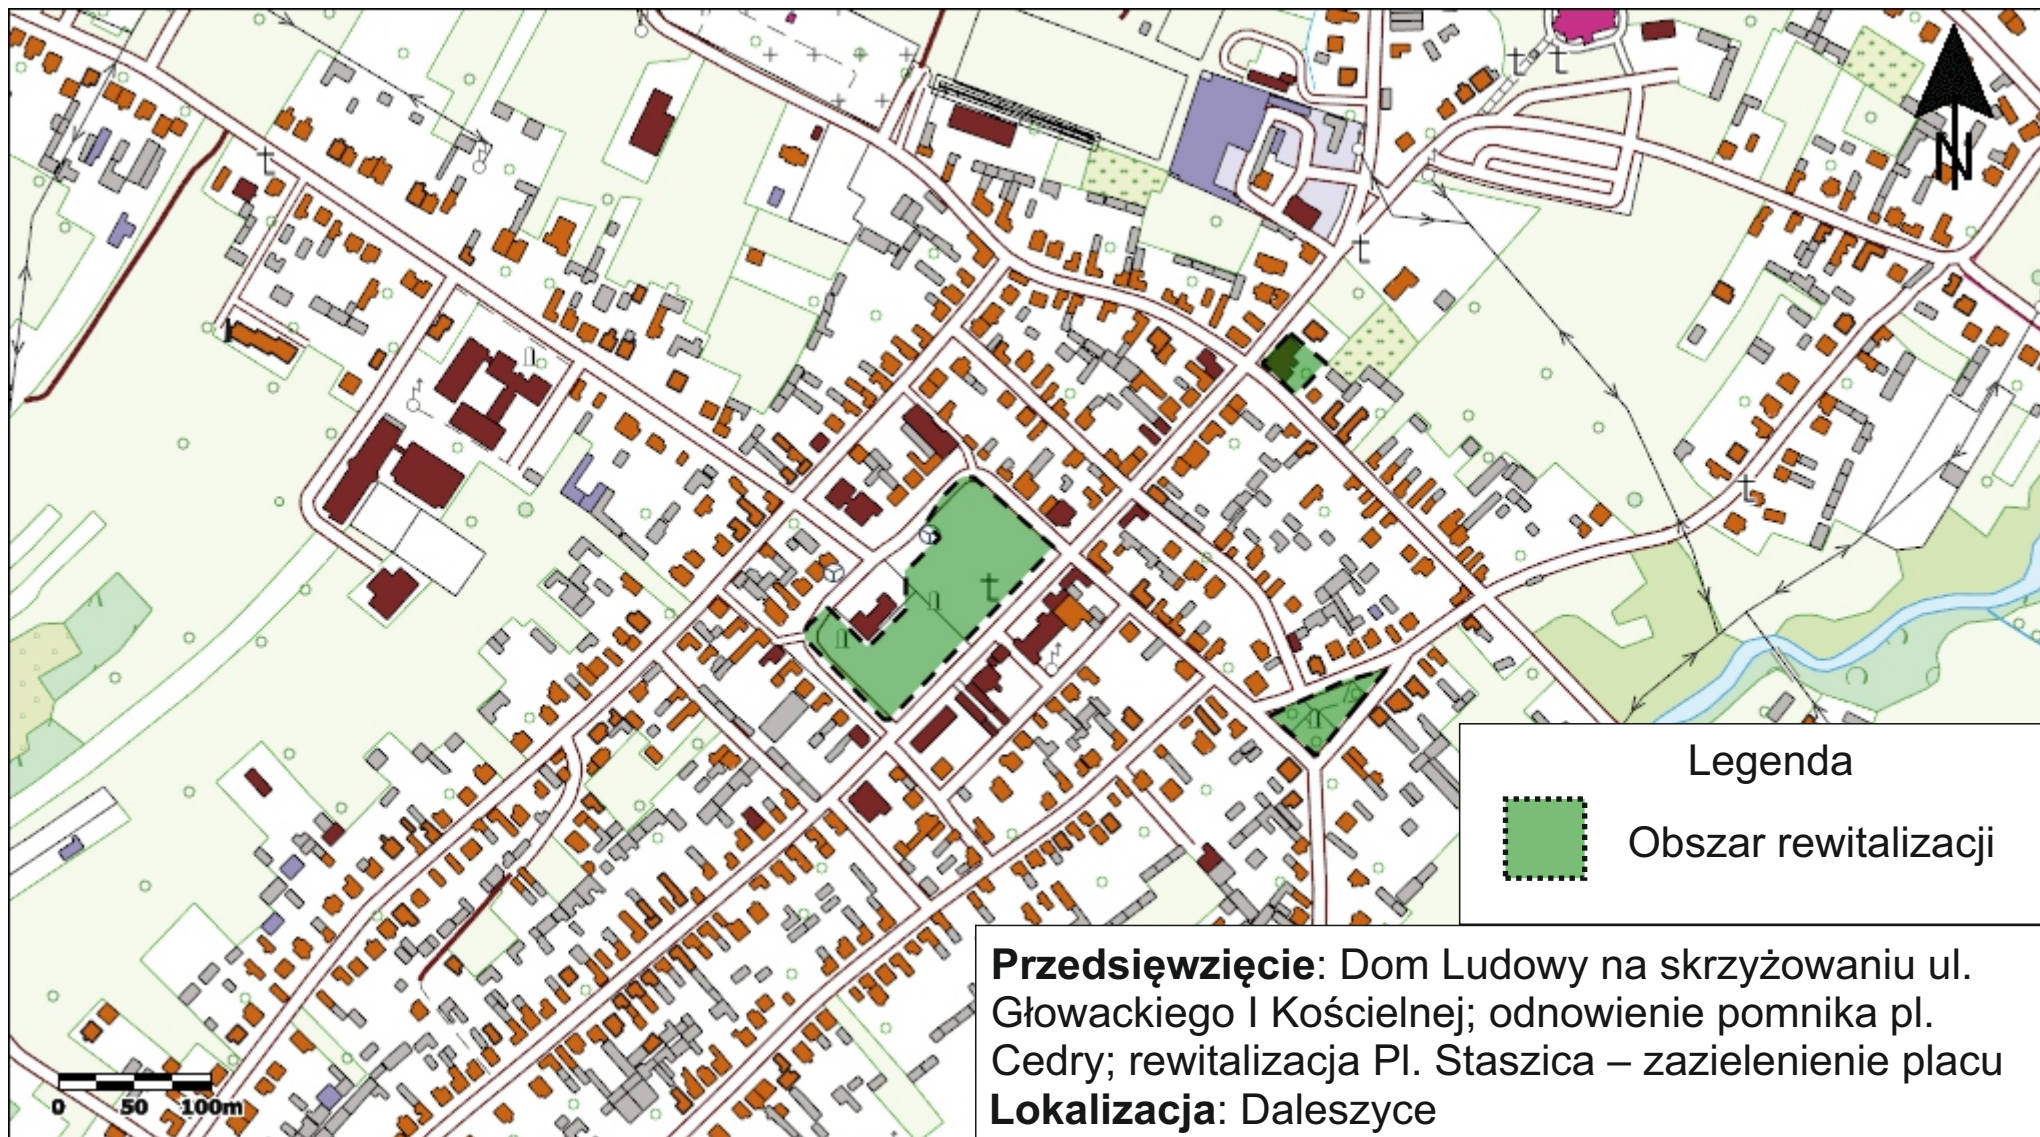 N
Legenda
Obszar rewitalizacji
Przedsięwzięcie: Dom Ludowy na skrzyżowaniu ul.
Głowackiego I Kościelnej; odnowienie pomnika pl.
Cedry; rewitalizacja Pl. Staszica – zazielenienie placu
Lokalizacja: Daleszyce
0 50 100m